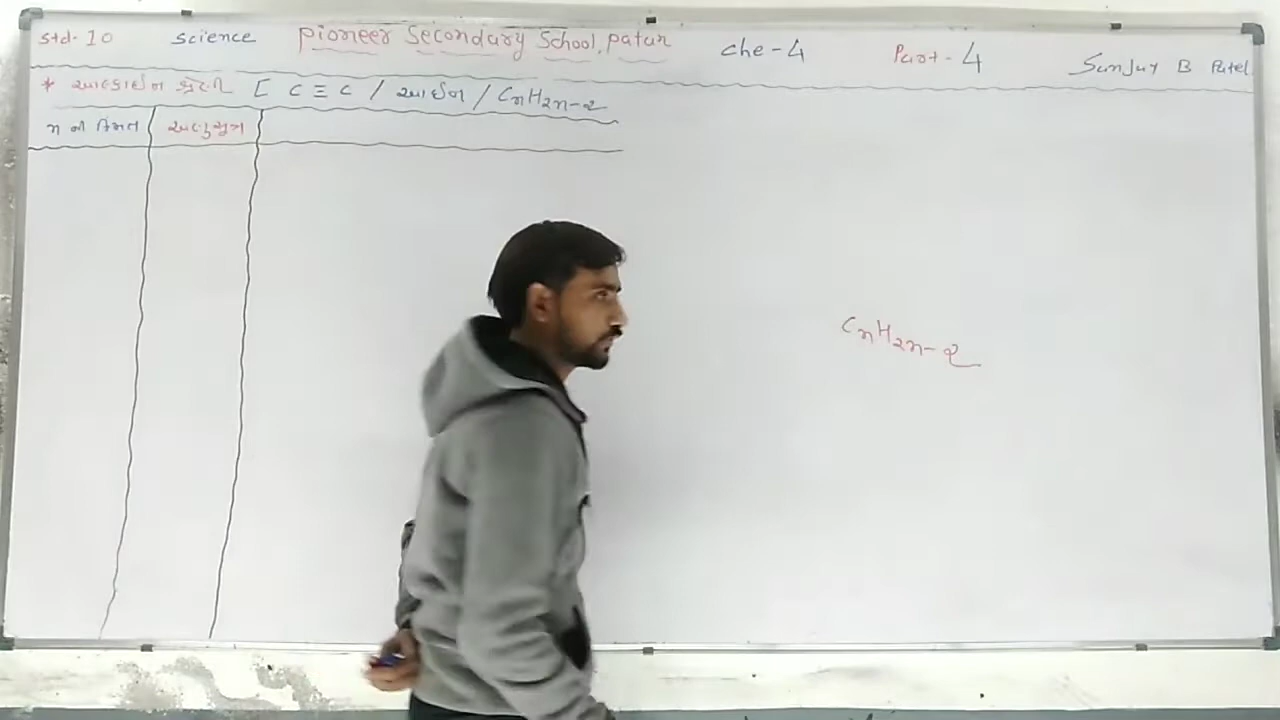 Std-10 Science Pioneer Secondary School, Patan Che-4 Part-4 Sanjay B Patel
* આલ્કાઈન શ્રેણી [ C ≡ C / આઈન / CnH2n-2
n ની કિંમત અણુસૂત્ર
CnH2n-2